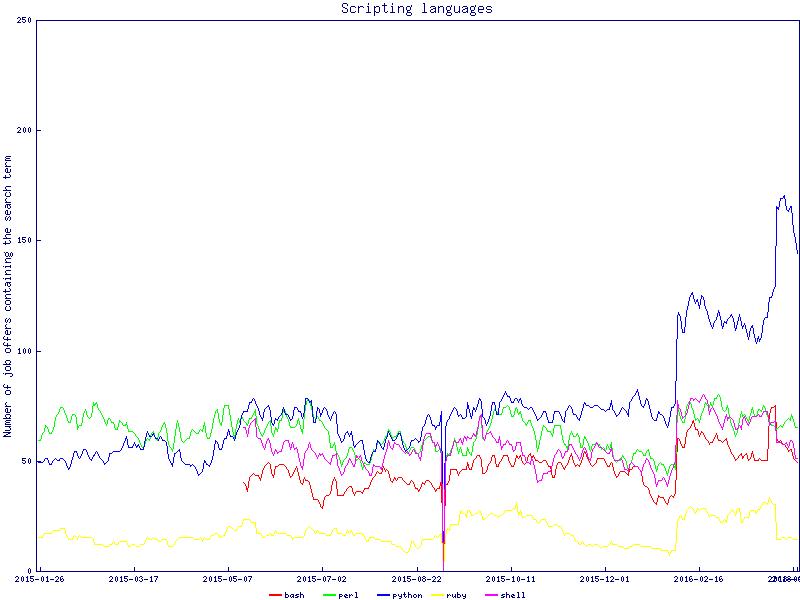 Scripting languages
Number of job offers containing the search term
250
200
150
100
50
0
2015-01-26 2015-03-17 2015-05-07 2015-07-02 2015-08-22 2015-10-11 2015-12-01 2016-02-16
bash perl python ruby shell